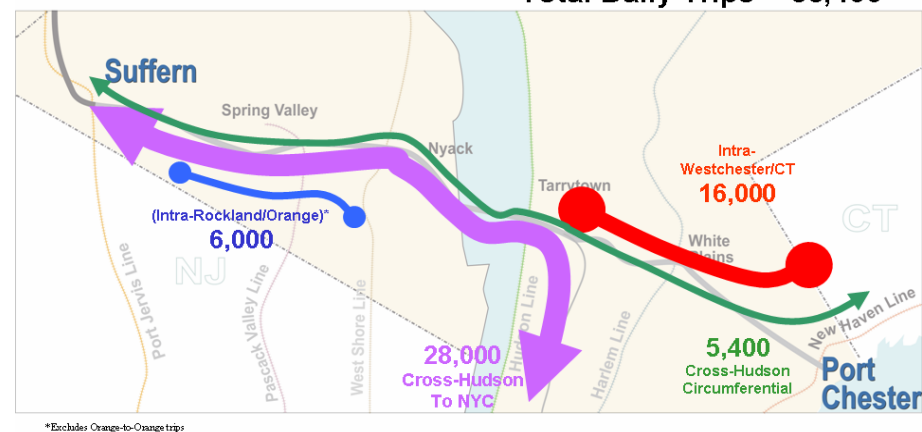 Suffern
Spring Valley
Nyack
Intra-
Westchester/CT
16,000
Tarrytown
(Intra-Rockland/Orange)*
6,000
CT
White
Plains
NJ
Port Jervis Line
Pascack Valley Line
West Shore Line
Hudson Line
Harlem Line
New Haven Line
28,000
Cross-Hudson
To NYC
5,400
Cross-Hudson
Circumferential
Port
Chester
*Excludes Orange-to-Orange trips